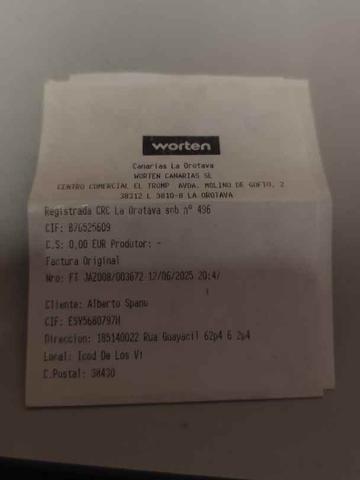 worten
Canarias La Orotava
WORTEN CANARIAS SL
CENTRO COMERCIAL EL TROMP AVDA. MOLINO DE GOFIO, 2
38312 L 3810-8 LA OROTAVA
Registrada CRC La Orotava snb nº 496
CIF: B76525609
C.S: 0,00 EUR Produtor: -
Factura Original
Nro: FT JAZ008/003672 12/06/2025 20:47
Cliente: Alberto Spanu
CIF: ESY5680797H
Direccion: 185140022 Rua Guayacil 62p4 6 2p4
Local: Icod De Los Vi
C.Postal: 38430